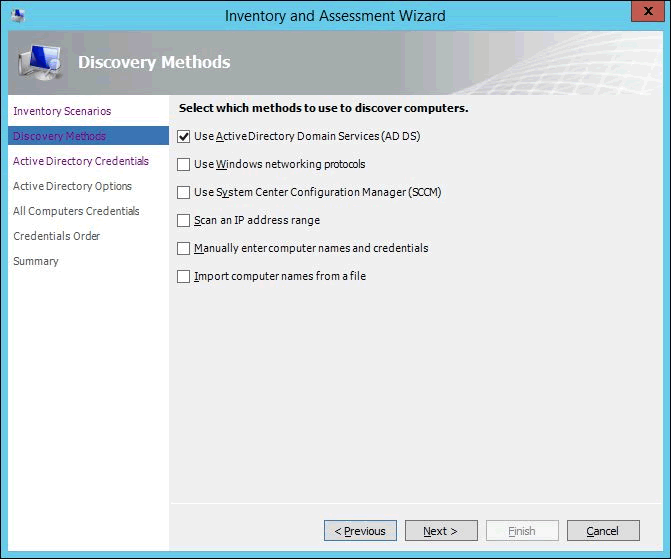 Inventory and Assessment Wizard
x
Discovery Methods
Inventory Scenarios
Discovery Methods
Active Directory Credentials
Active Directory Options
All Computers Credentials
Credentials Order
Summary
Select which methods to use to discover computers.
Use Active Directory Domain Services (AD DS)
Use Windows networking protocols
Use System Center Configuration Manager (SCCM)
Scan an IP address range
Manually enter computer names and credentials
Import computer names from a file
< Previous
Next >
Finish
Cancel